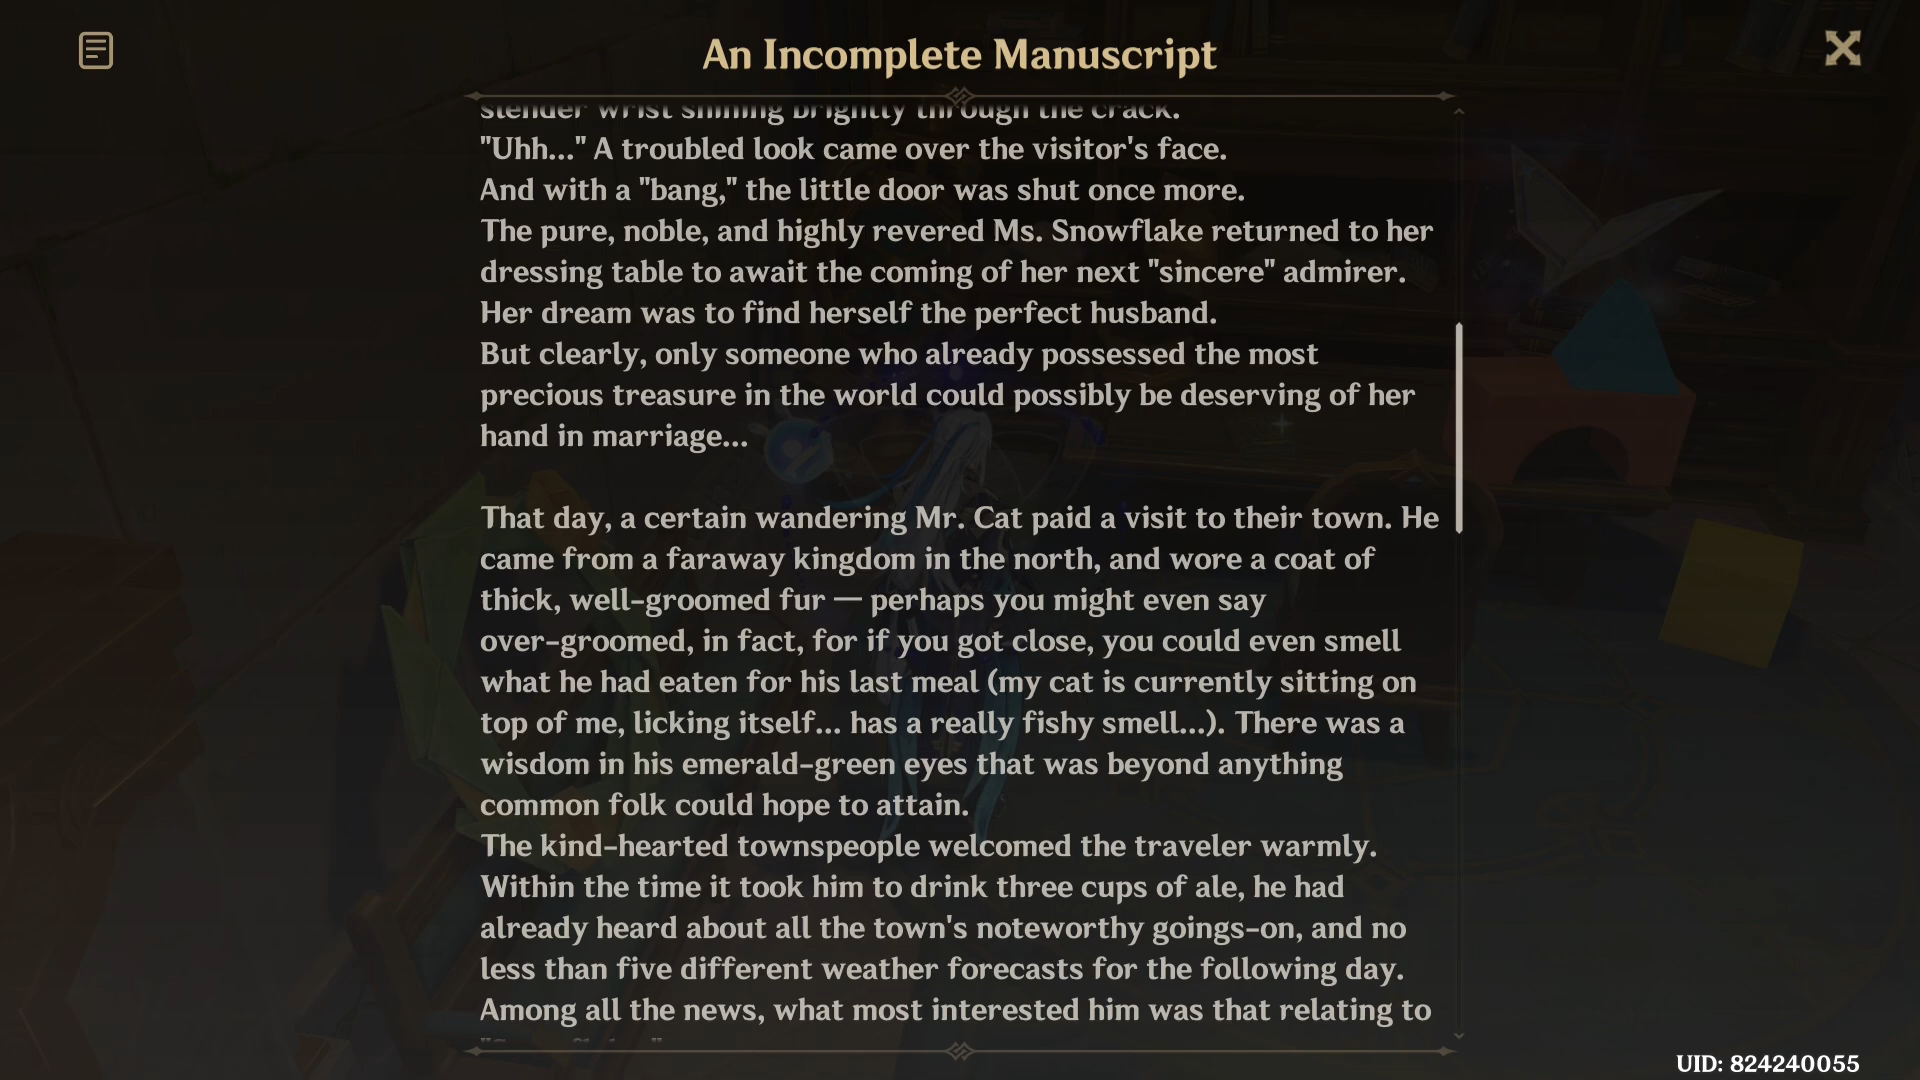 An Incomplete Manuscript
slender wrist shining brightly through the crack.
"Uhh..." A troubled look came over the visitor's face.
And with a "bang," the little door was shut once more.
The pure, noble, and highly revered Ms. Snowflake returned to her
dressing table to await the coming of her next "sincere" admirer.
Her dream was to find herself the perfect husband.
But clearly, only someone who already possessed the most
precious treasure in the world could possibly be deserving of her
hand in marriage...
That day, a certain wandering Mr. Cat paid a visit to their town. He
came from a faraway kingdom in the north, and wore a coat of
thick, well-groomed fur — perhaps you might even say
over-groomed, in fact, for if you got close, you could even smell
what he had eaten for his last meal (my cat is currently sitting on
top of me, licking itself... has a really fishy smell...). There was a
wisdom in his emerald-green eyes that was beyond anything
common folk could hope to attain.
The kind-hearted townspeople welcomed the traveler warmly.
Within the time it took him to drink three cups of ale, he had
already heard about all the town's noteworthy goings-on, and no
less than five different weather forecasts for the following day.
Among all the news, what most interested him was that relating to
UID: 824240055